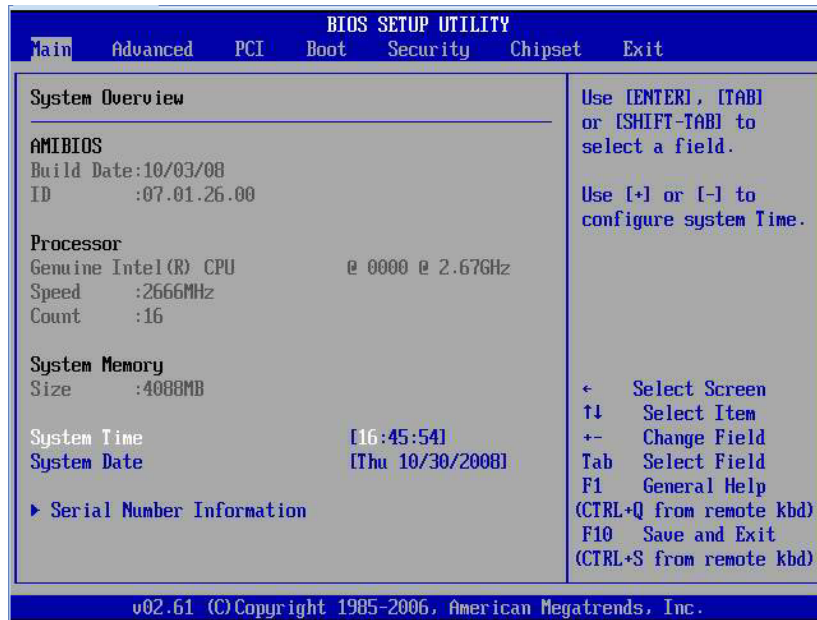 BIOS SETUP UTILITY
Main Advanced PCI Boot Security Chipset Exit
System Overview
AMIBIOS
Build Date:10/03/08
ID :07.01.26.00
Processor
Genuine Intel(R) CPU @ 0000 @ 2.67GHz
Speed :2666MHz
Count :16
System Memory
Size :4088MB
System Time [16:45:54]
System Date [Thu 10/30/2008]
▶ Serial Number Information
Use [ENTER], [TAB]
or [SHIFT-TAB] to
select a field.
Use [+] or [-] to
configure system Time.
← Select Screen
↑↓ Select Item
+- Change Field
Tab Select Field
F1 General Help
(CTRL+Q from remote kbd)
F10 Save and Exit
(CTRL+S from remote kbd)
v02.61 (C)Copyright 1985-2006, American Megatrends, Inc.